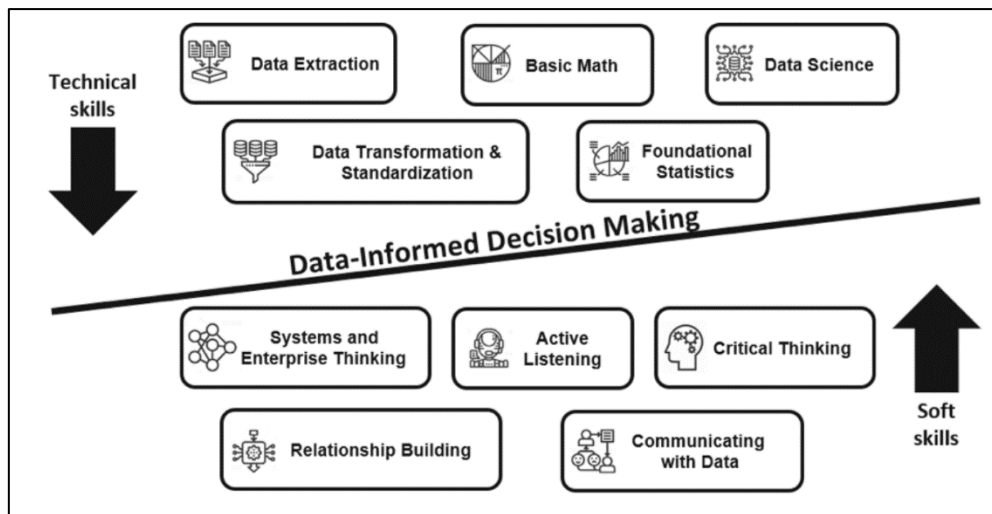 Data Extraction
Basic Math
Data Science
Technical
skills
Data Transformation &
Standardization
Foundational
Statistics
Data-Informed Decision Making
Systems and
Enterprise Thinking
Active
Listening
Critical Thinking
Relationship Building
Communicating
with Data
Soft
skills